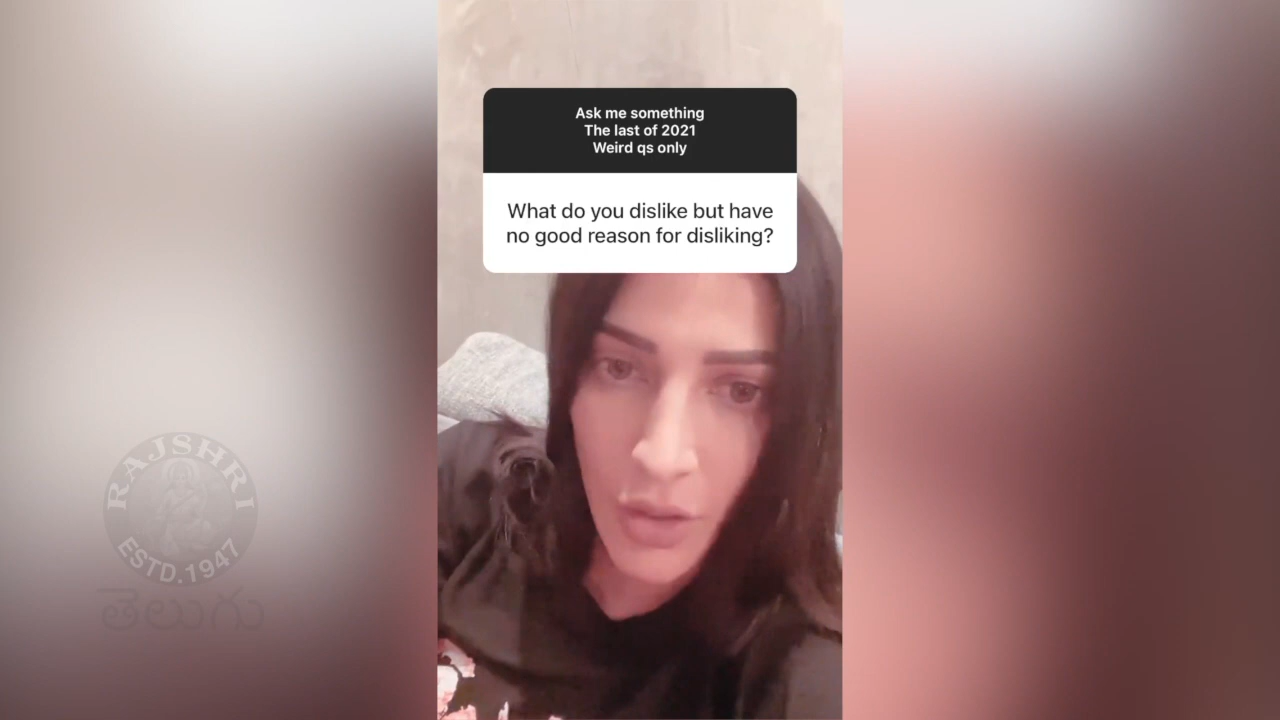 Ask me something
The last of 2021
Weird qs only
What do you dislike but have
no good reason for disliking?
RAJSHRI
ESTD.1947
తెలుగు